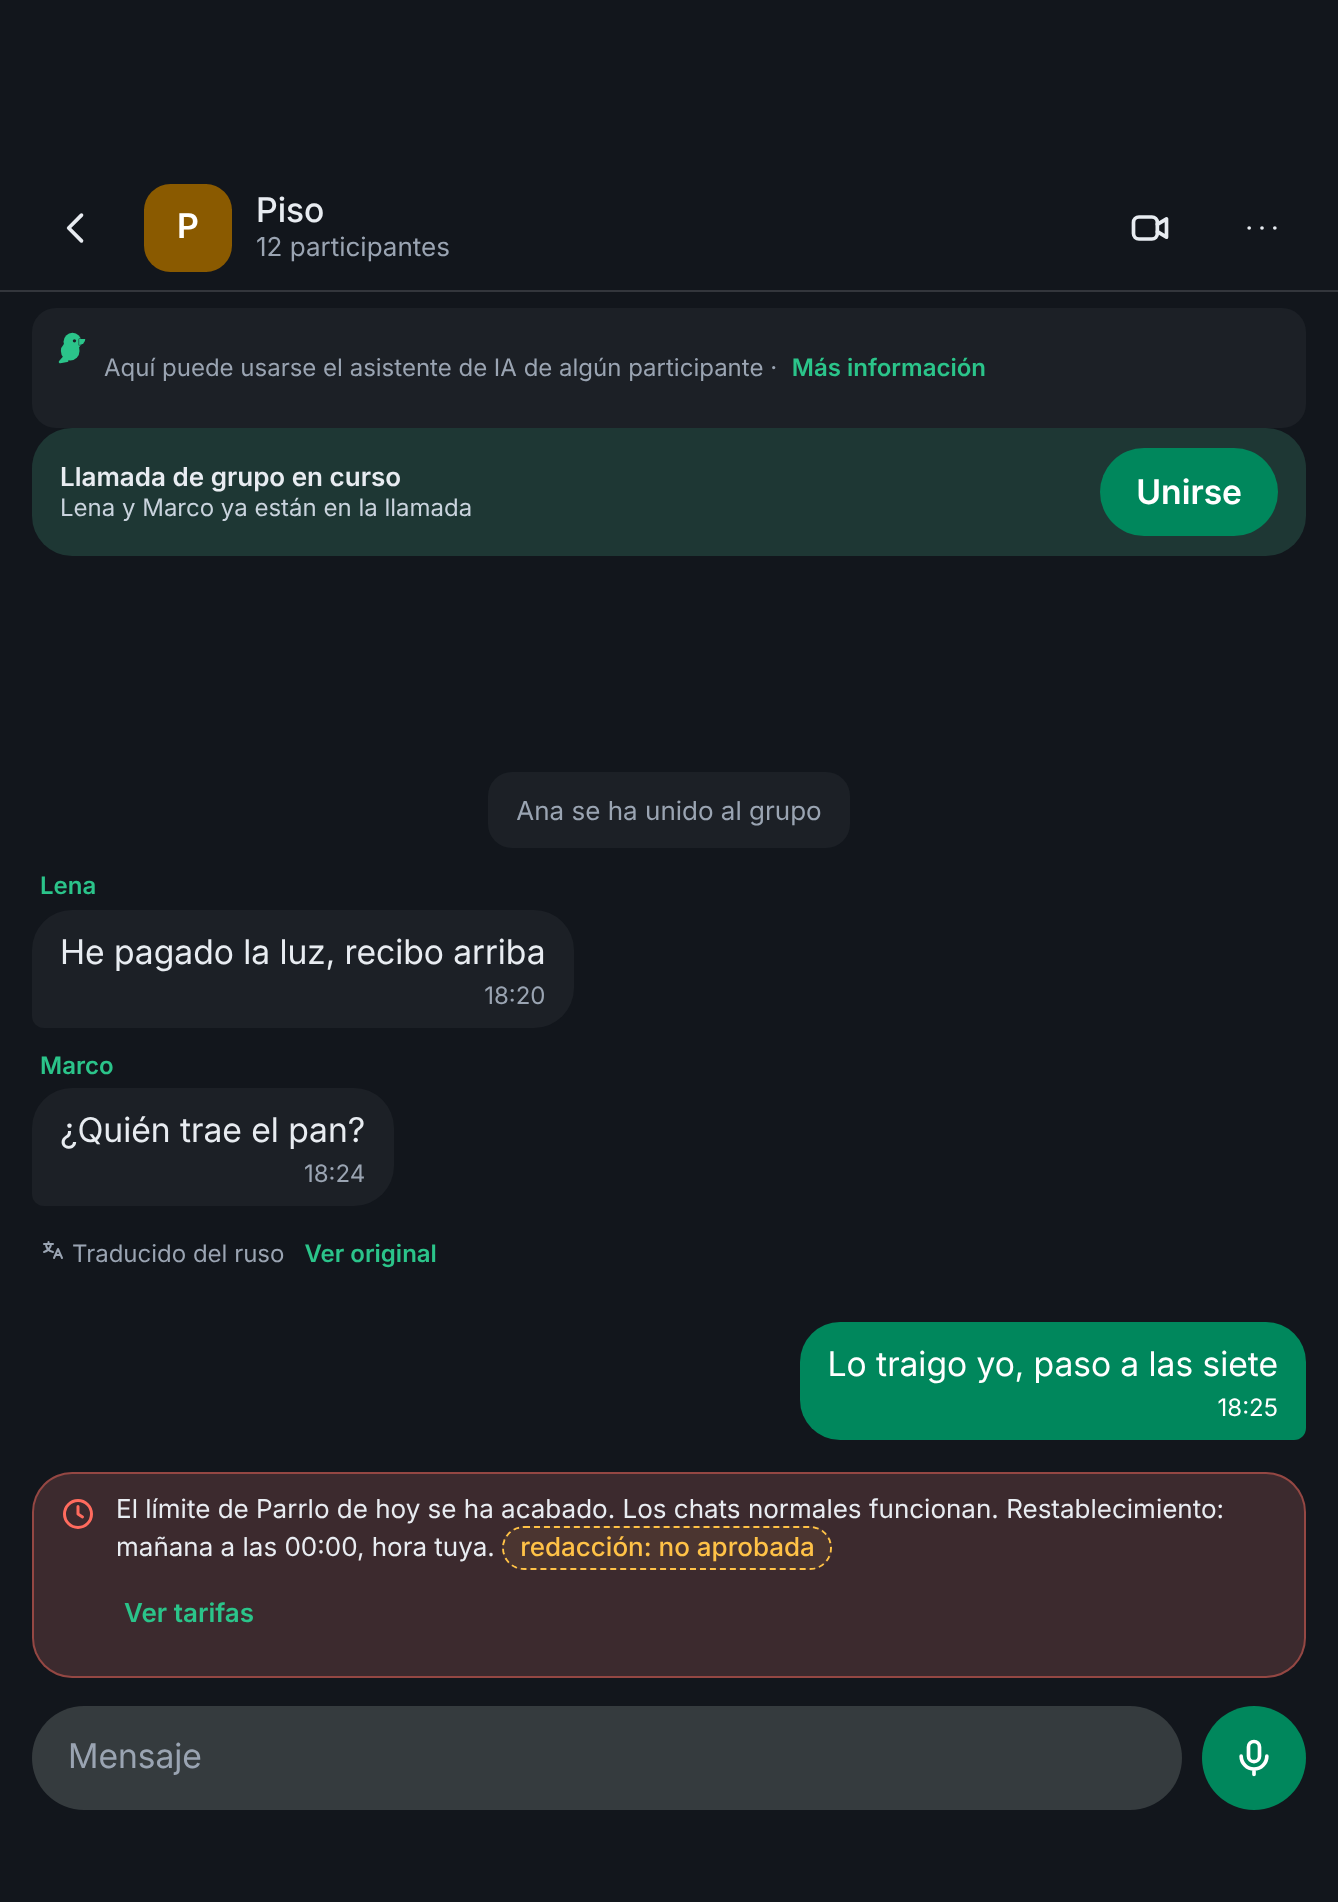 P
Piso
12 participantes
Aquí puede usarse el asistente de IA de algún participante · Más información
Llamada de grupo en curso
Lena y Marco ya están en la llamada
Unirse
Ana se ha unido al grupo
Lena
He pagado la luz, recibo arriba
18:20
Marco
¿Quién trae el pan?
18:24
Traducido del ruso Ver original
Lo traigo yo, paso a las siete
18:25
El límite de Parrlo de hoy se ha acabado. Los chats normales funcionan. Restablecimiento:
mañana a las 00:00, hora tuya. redacción: no aprobada
Ver tarifas
Mensaje